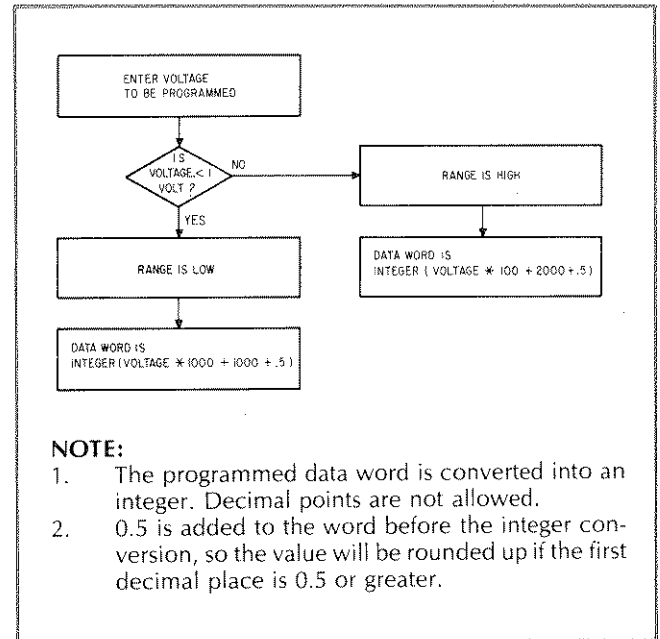 ENTER VOLTAGE
TO BE PROGRAMMED
IS
VOLTAGE < 1
VOLT ?
NO
YES
RANGE IS HIGH
DATA WORD IS
INTEGER ( VOLTAGE * 100 + 2000 + .5 )
RANGE IS LOW
DATA WORD IS
INTEGER ( VOLTAGE * 1000 + 1000 + .5 )
NOTE:
1. The programmed data word is converted into an
integer. Decimal points are not allowed.
2. 0.5 is added to the word before the integer con-
version, so the value will be rounded up if the first
decimal place is 0.5 or greater.